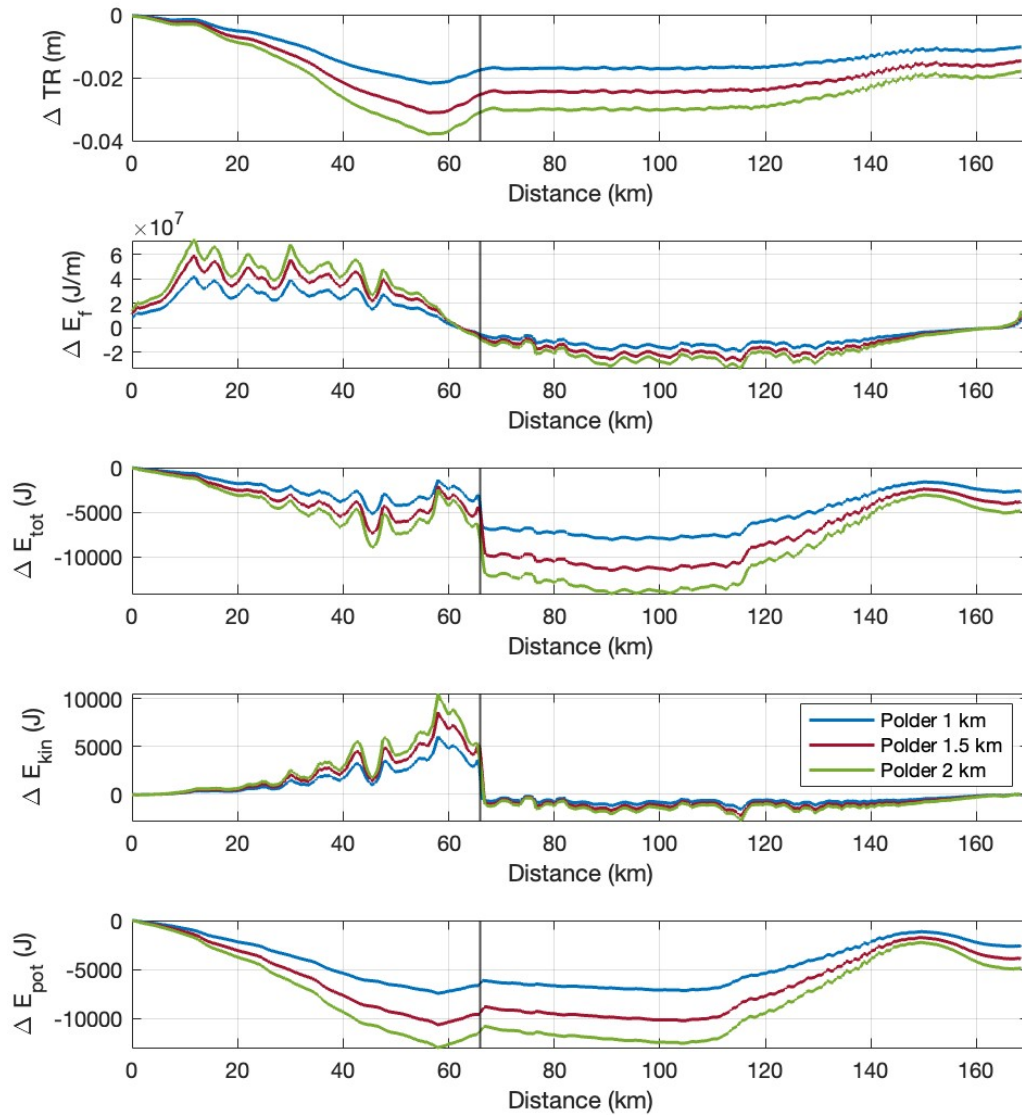 Δ TR (m)
0
-0.02
-0.04
0 20 40 60 80 100 120 140 160
Distance (km)
×10⁷
Δ E_f (J/m)
6
4
2
0
-2
0 20 40 60 80 100 120 140 160
Distance (km)
Δ E_tot (J)
0
-5000
-10000
0 20 40 60 80 100 120 140 160
Distance (km)
Δ E_kin (J)
10000
5000
0
Polder 1 km
Polder 1.5 km
Polder 2 km
0 20 40 60 80 100 120 140 160
Distance (km)
Δ E_pot (J)
0
-5000
-10000
0 20 40 60 80 100 120 140 160
Distance (km)